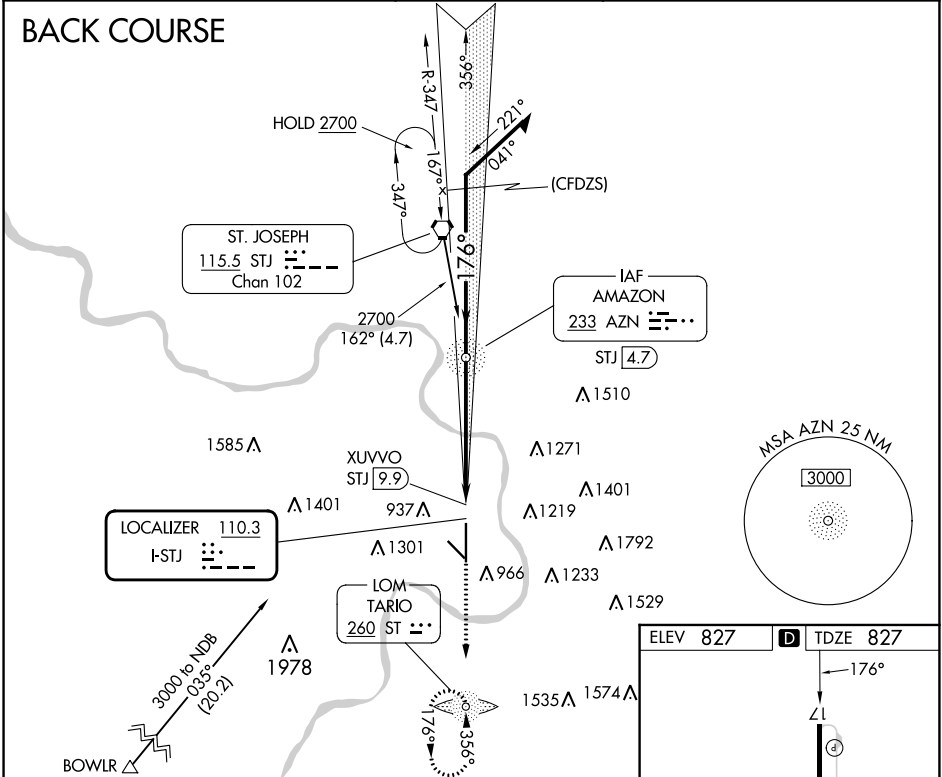 BACK COURSE
R-347
356°
HOLD 2700
221°
041°
167°
347°
x
(CFDZS)
176°
ST. JOSEPH
115.5 STJ
Chan 102
IAF
AMAZON
233 AZN
2700
162° (4.7)
STJ 4.7
1510
1585
1271
MSA AZN 25 NM
3000
XUVVO
STJ 9.9
1401
1401
937
1219
LOCALIZER 110.3
I-STJ
1301
1792
966
1233
LOM
TARIO
260 ST
1529
3000 to NDB
035°
(20.2)
1978
ELEV 827
D
TDZE 827
176°
17
P
1535
1574
176°
356°
BOWLR